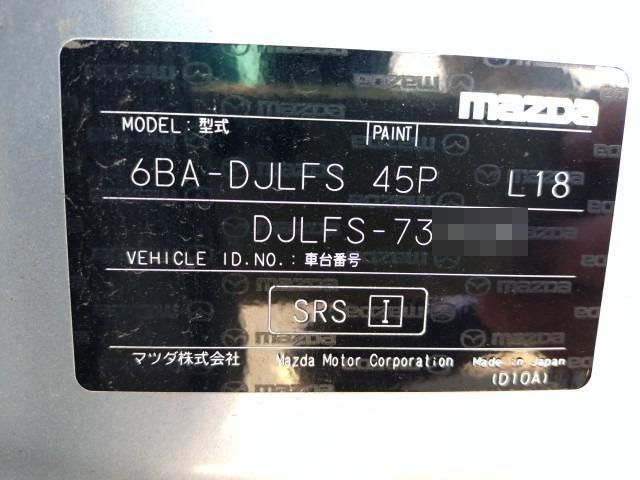 mazda
MODEL:型式 PAINT
6BA-DJLFS 45P L18
DJLFS-73
VEHICLE ID.NO.:車台番号
SRS I
マツダ株式会社 Mazda Motor Corporation Made in Japan
(D10A)